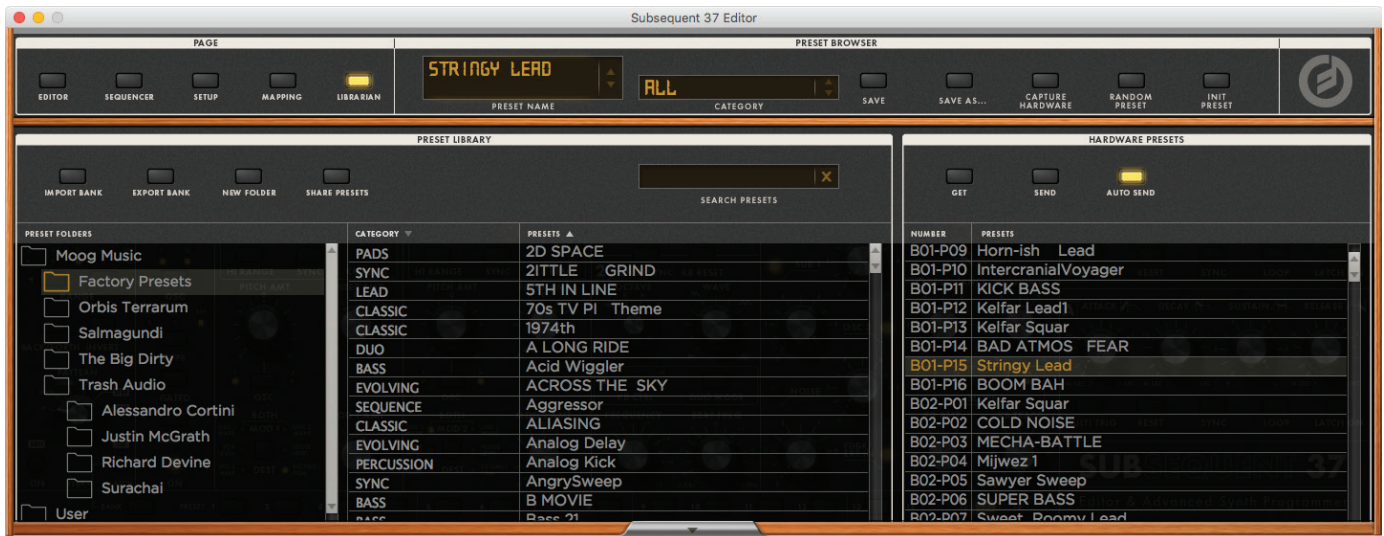 Subsequent 37 Editor
PAGE
PRESET BROWSER
EDITOR SEQUENCER SETUP MAPPING LIBRARIAN
STRINGY LERD
PRESET NAME
ALL
CATEGORY
SAVE SAVE AS... CAPTURE HARDWARE RANDOM PRESET INIT PRESET
PRESET LIBRARY
IMPORT BANK EXPORT BANK NEW FOLDER SHARE PRESETS
X
SEARCH PRESETS
PRESET FOLDERS
Moog Music
Factory Presets
Orbis Terrarum
Salmagundi
The Big Dirty
Trash Audio
Alessandro Cortini
Justin McGrath
Richard Devine
Surachai
User
CATEGORY PRESETS
PADS 2D SPACE
SYNC 2ITTLE GRIND
LEAD 5TH IN LINE
CLASSIC 70s TV PI Theme
CLASSIC 1974th
DUO A LONG RIDE
BASS Acid Wiggler
EVOLVING ACROSS THE SKY
SEQUENCE Aggressor
CLASSIC ALIASING
EVOLVING Analog Delay
PERCUSSION Analog Kick
SYNC AngrySweep
BASS B MOVIE
BASS Bass 21
HARDWARE PRESETS
GET SEND AUTO SEND
NUMBER PRESETS
B01-P09 Horn-ish Lead
B01-P10 IntercranialVoyager
B01-P11 KICK BASS
B01-P12 Kelfar Lead1
B01-P13 Kelfar Squar
B01-P14 BAD ATMOS FEAR
B01-P15 Stringy Lead
B01-P16 BOOM BAH
B02-P01 Kelfar Squar
B02-P02 COLD NOISE
B02-P03 MECHA-BATTLE
B02-P04 Mijwez 1
B02-P05 Sawyer Sweep
B02-P06 SUPER BASS
B02-P07 Sweet Roomy Lead